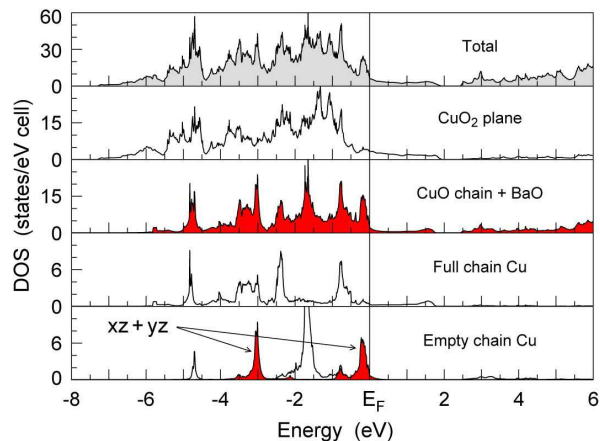 60
30
0
Total
30
15
0
CuO₂ plane
30
15
0
CuO chain + BaO
6
0
Full chain Cu
6
0
xz + yz
Empty chain Cu
-8 -6 -4 -2 E_F 2 4 6
Energy (eV)
DOS (states/eV cell)